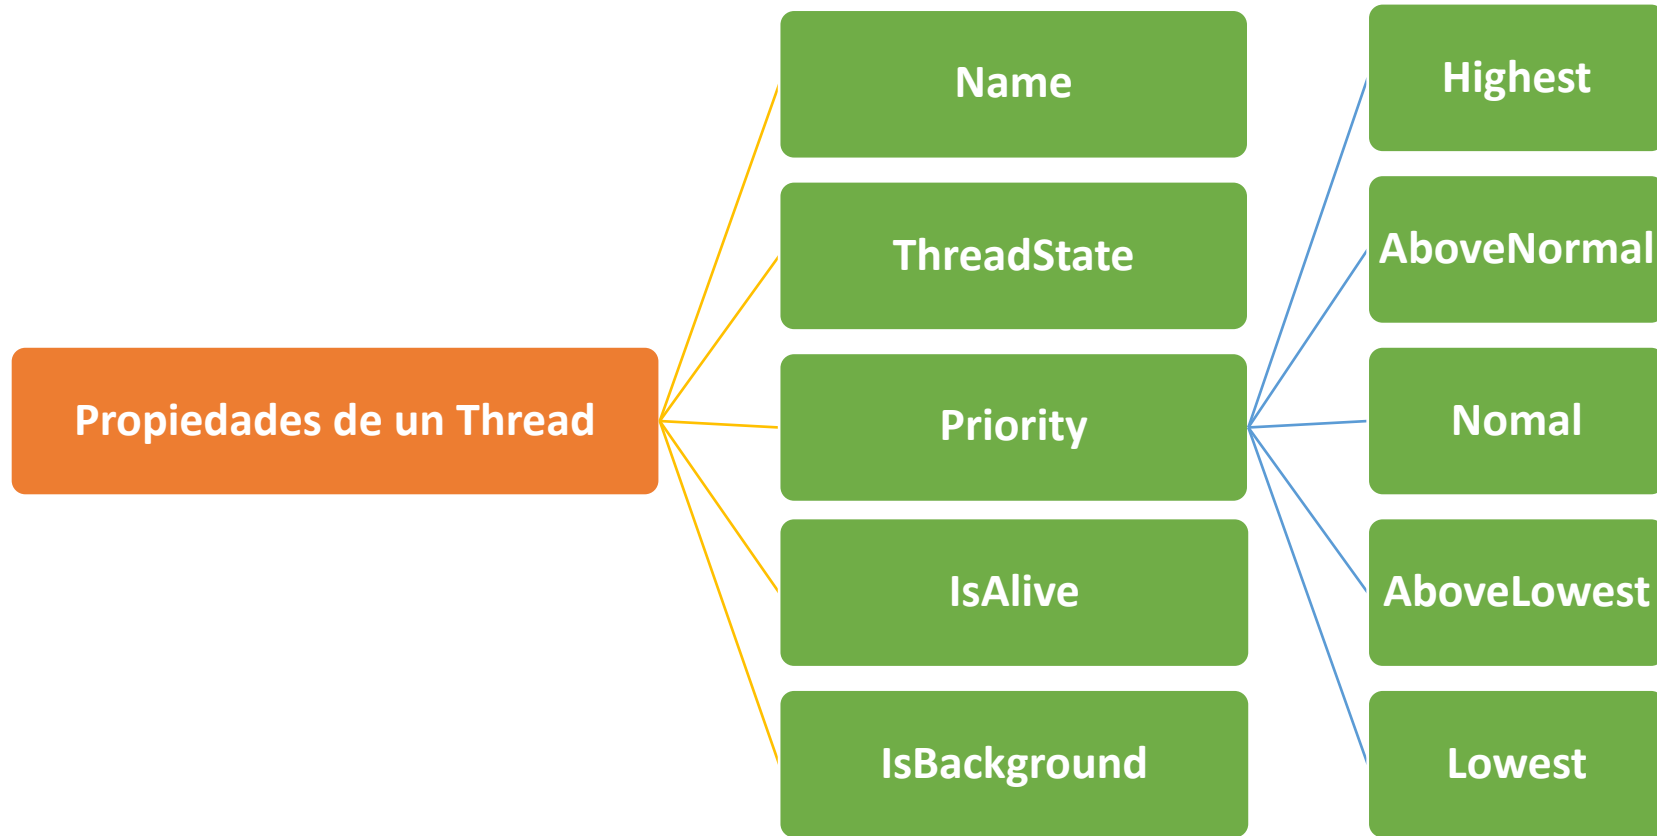 Propiedades de un Thread
Name
ThreadState
Priority
IsAlive
IsBackground
Highest
AboveNormal
Nomal
AboveLowest
Lowest